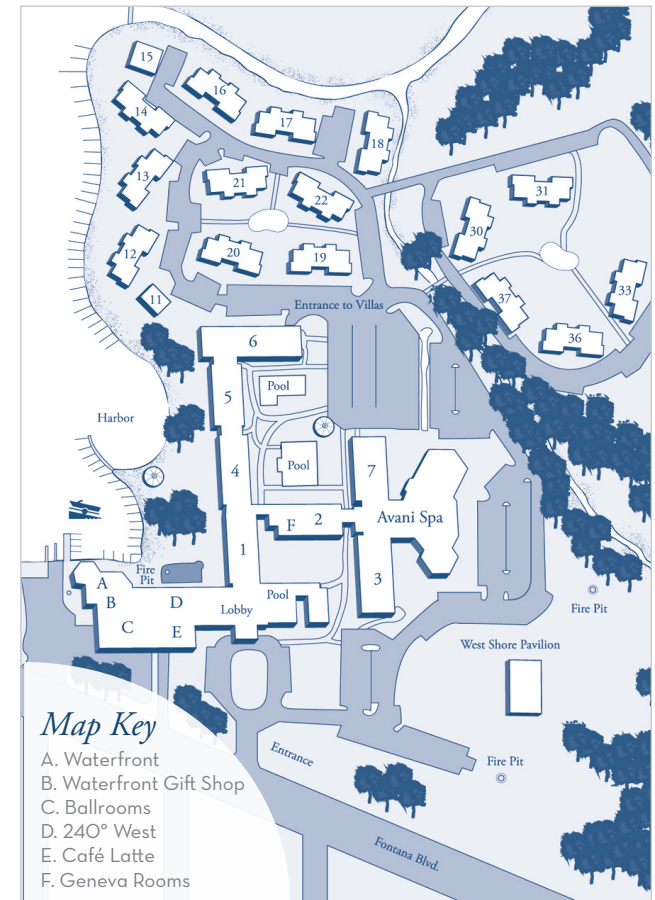 15
16
14
17
18
13
21
22
31
30
12
20
19
11
37
33
36
Entrance to Villas
6
Pool
5
Harbor
4
Pool
7
F
2
Avani Spa
1
3
Fire
Pit
A
B
D
C
E
Lobby
Pool
Fire Pit
West Shore Pavilion
Entrance
Fire Pit
Fontana Blvd.
Map Key
A. Waterfront
B. Waterfront Gift Shop
C. Ballrooms
D. 240° West
E. Café Latte
F. Geneva Rooms